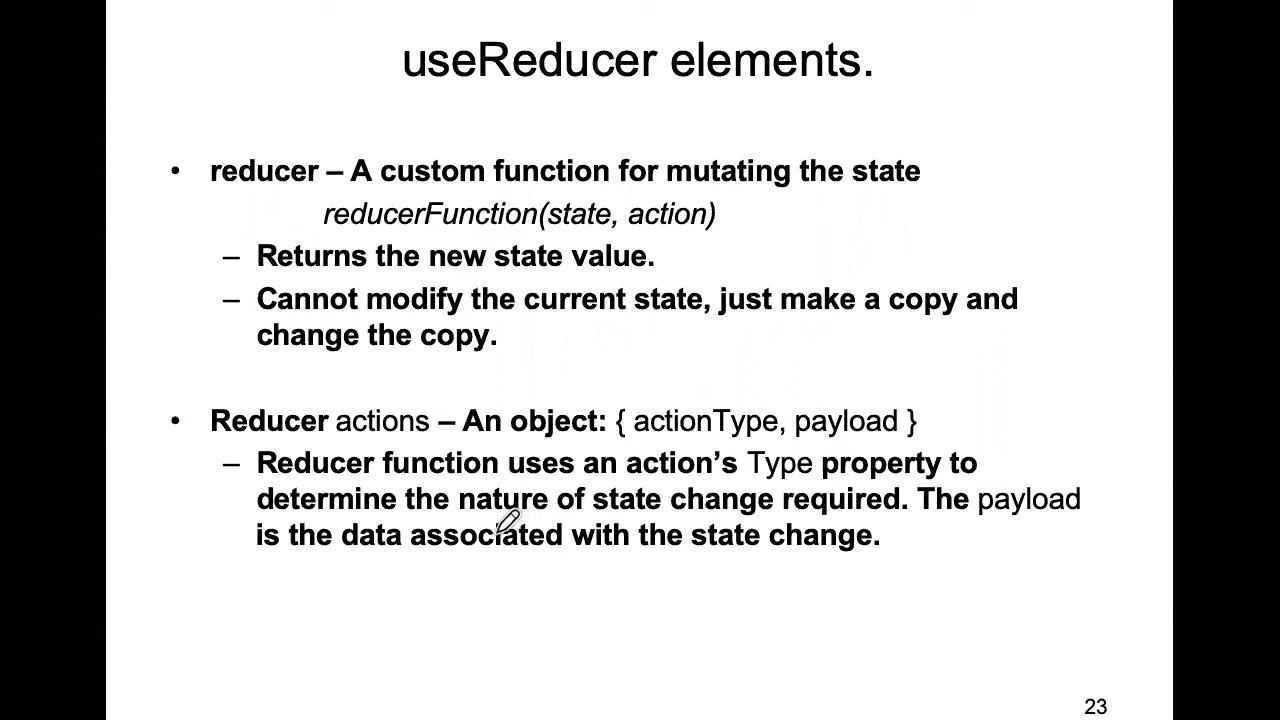 useReducer elements.
• reducer – A custom function for mutating the state
reducerFunction(state, action)
– Returns the new state value.
– Cannot modify the current state, just make a copy and
change the copy.
• Reducer actions – An object: { actionType, payload }
– Reducer function uses an action’s Type property to
determine the nature of state change required. The payload
is the data associated with the state change.
23